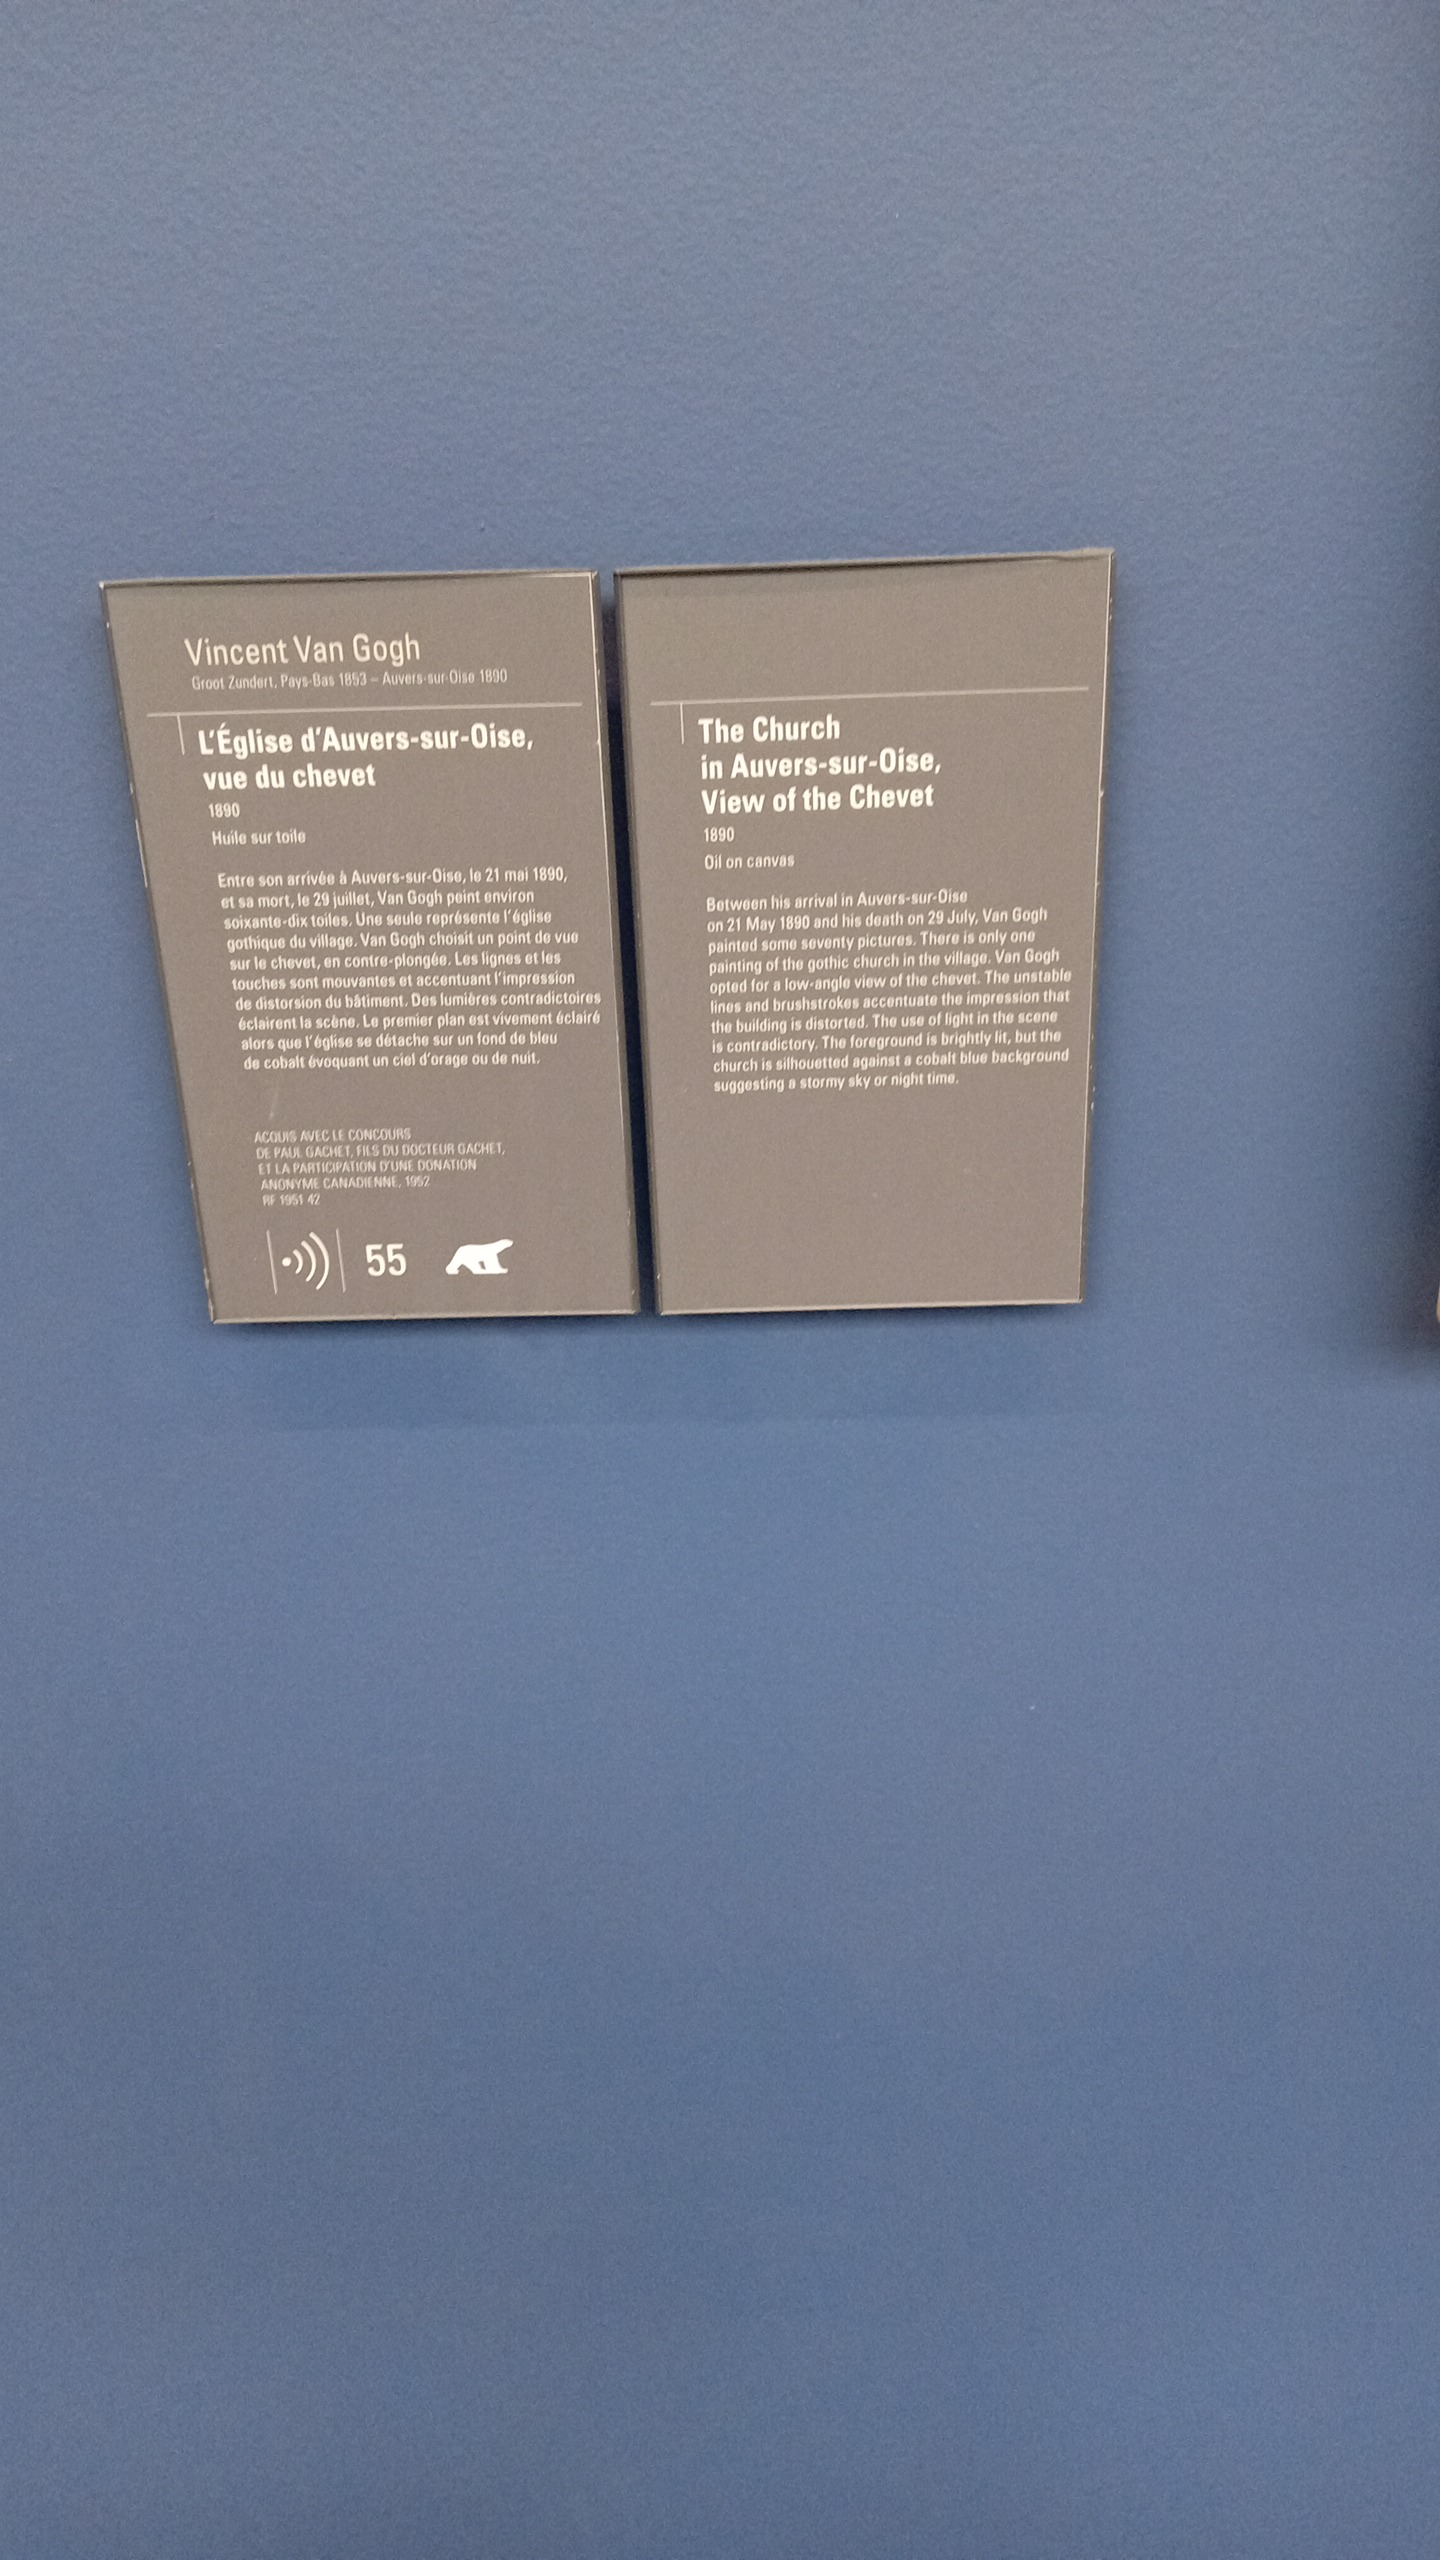 Vincent Van Gogh
Groot Zundert, Pays-Bas 1853 – Auvers-sur-Oise 1890
L'Église d'Auvers-sur-Oise,
vue du chevet
1890
Huile sur toile
Entre son arrivée à Auvers-sur-Oise, le 21 mai 1890,
et sa mort, le 29 juillet, Van Gogh peint environ
soixante-dix toiles. Une seule représente l'église
gothique du village. Van Gogh choisit un point de vue
sur le chevet, en contre-plongée. Les lignes et les
touches sont mouvantes et accentuant l'impression
de distorsion du bâtiment. Des lumières contradictoires
éclairent la scène. Le premier plan est vivement éclairé
alors que l'église se détache sur un fond de bleu
de cobalt évoquant un ciel d'orage ou de nuit.
ACQUIS AVEC LE CONCOURS
DE PAUL GACHET, FILS DU DOCTEUR GACHET,
ET LA PARTICIPATION D'UNE DONATION
ANONYME CANADIENNE, 1952
RF 1951 42
55
The Church
in Auvers-sur-Oise,
View of the Chevet
1890
Oil on canvas
Between his arrival in Auvers-sur-Oise
on 21 May 1890 and his death on 29 July, Van Gogh
painted some seventy pictures. There is only one
painting of the gothic church in the village. Van Gogh
opted for a low-angle view of the chevet. The unstable
lines and brushstrokes accentuate the impression that
the building is distorted. The use of light in the scene
is contradictory. The foreground is brightly lit, but the
church is silhouetted against a cobalt blue background
suggesting a stormy sky or night time.